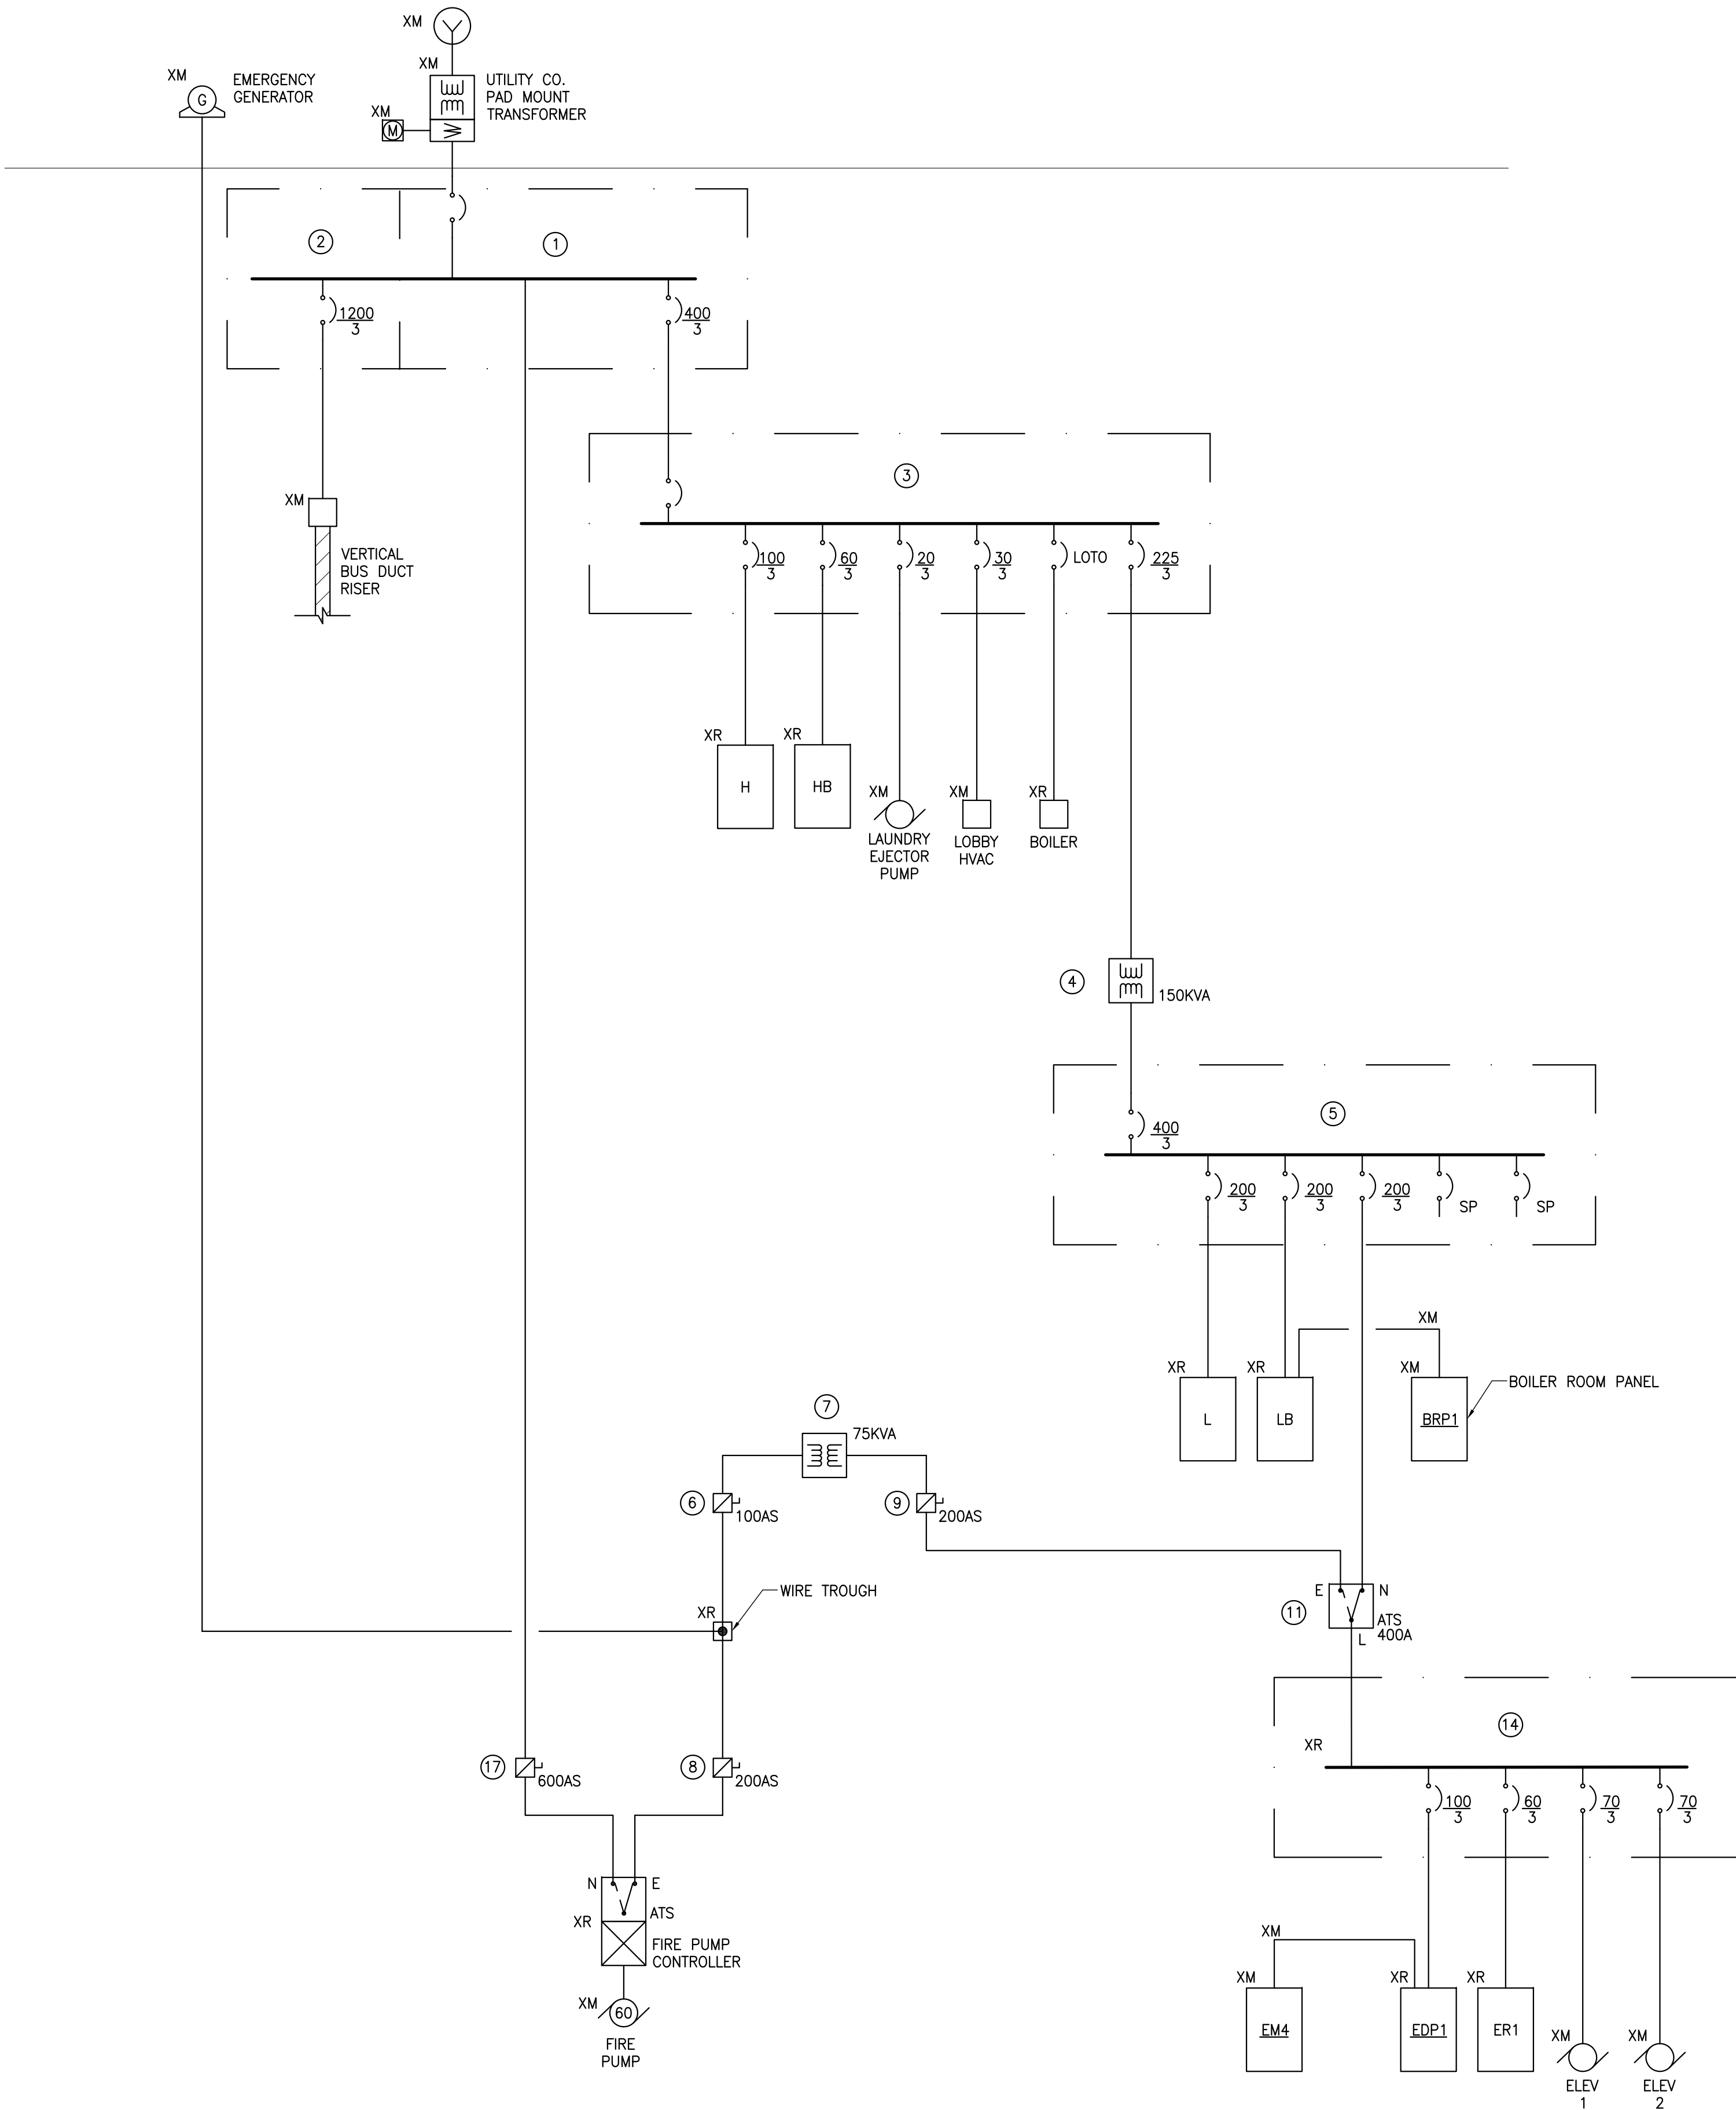 XM
XM
XM
EMERGENCY
GENERATOR
G
UTILITY CO.
PAD MOUNT
TRANSFORMER
XM
M
2
1
1200
3
400
3
XM
VERTICAL
BUS DUCT
RISER
3
100
3
60
3
20
3
30
3
LOTO
225
3
XR
H
XR
HB
XM
LAUNDRY
EJECTOR
PUMP
XM
LOBBY
HVAC
XR
BOILER
4
150KVA
5
400
3
200
3
200
3
200
3
SP
SP
XM
XR
L
XR
LB
XM
BRP1
BOILER ROOM PANEL
7
75KVA
6
100AS
9
200AS
WIRE TROUGH
XR
E
N
11
ATS
400A
L
14
XR
17
600AS
8
200AS
100
3
60
3
70
3
70
3
N
E
ATS
XR
FIRE PUMP
CONTROLLER
XM
60
FIRE
PUMP
XM
XM
EM4
XR
EDP1
XR
ER1
XM
ELEV
1
XM
ELEV
2